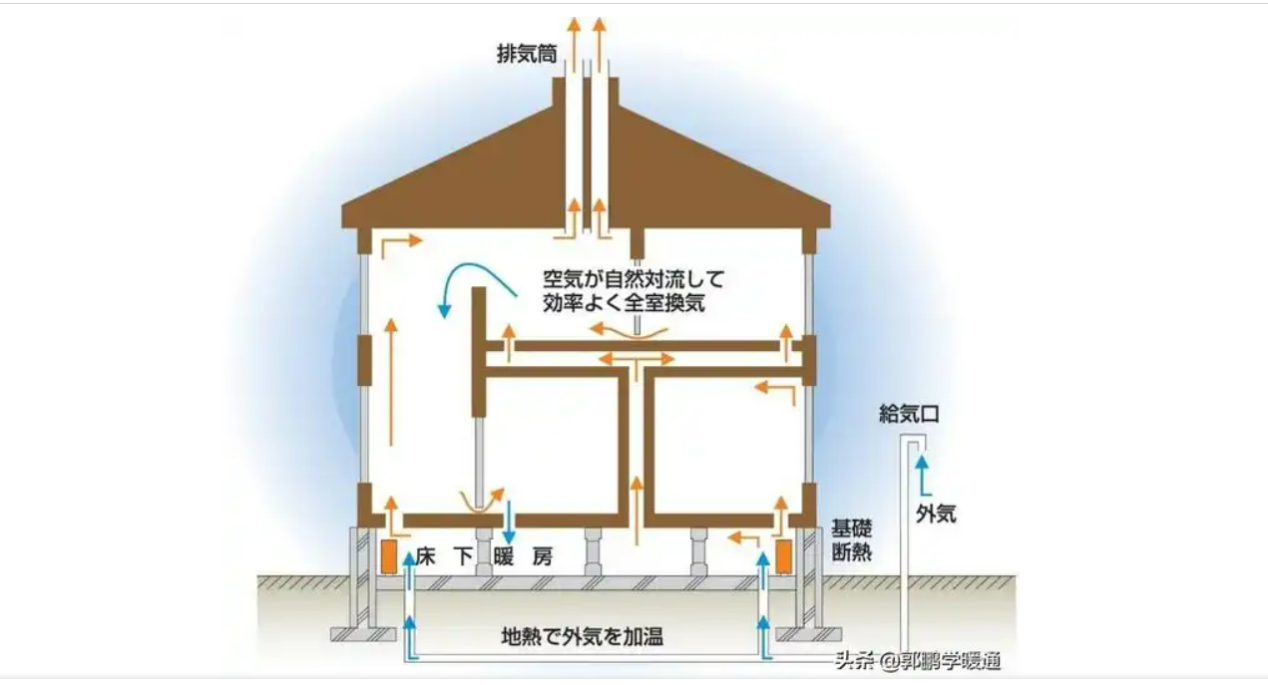 排気筒
空気が自然対流して
効率よく全室換気
給気口
外気
基礎
断熱
床下暖房
地熱で外気を加温
头条 @郭鹏学暖通